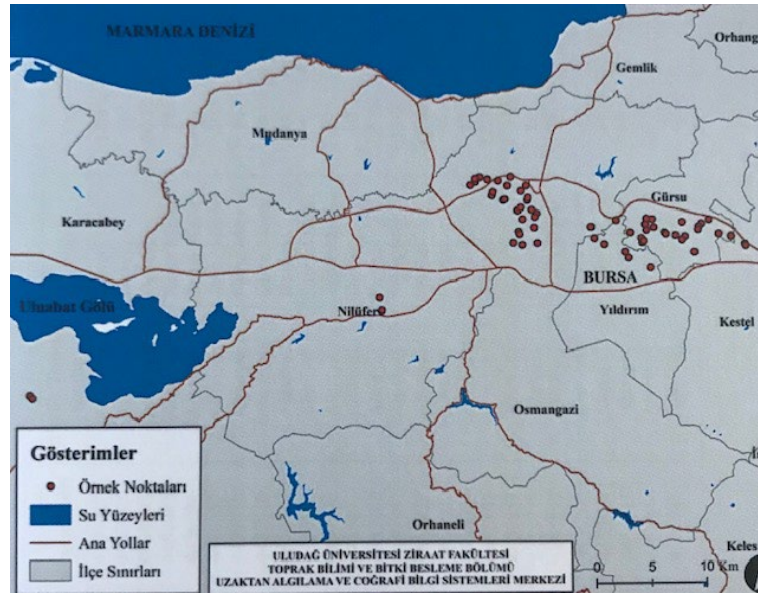 MARMARA DENİZİ
Orhang
Gemlik
Mudanya
Gürsu
Karacabey
BURSA
Uluabat Gölü
Nilüfer
Yıldırım
Kestel
Osmangazi
Gösterimler
Örnek Noktaları
Su Yüzeyleri
Ana Yollar
İlçe Sınırları
Orhaneli
Keles
ULUDAĞ ÜNİVERSİTESİ ZİRAAT FAKÜLTESİ
TOPRAK BİLİMİ VE BİTKİ BESLEME BÖLÜMÜ
UZAKTAN ALGILAMA VE COĞRAFİ BİLGİ SİSTEMLERİ MERKEZİ
0 5 10 Km